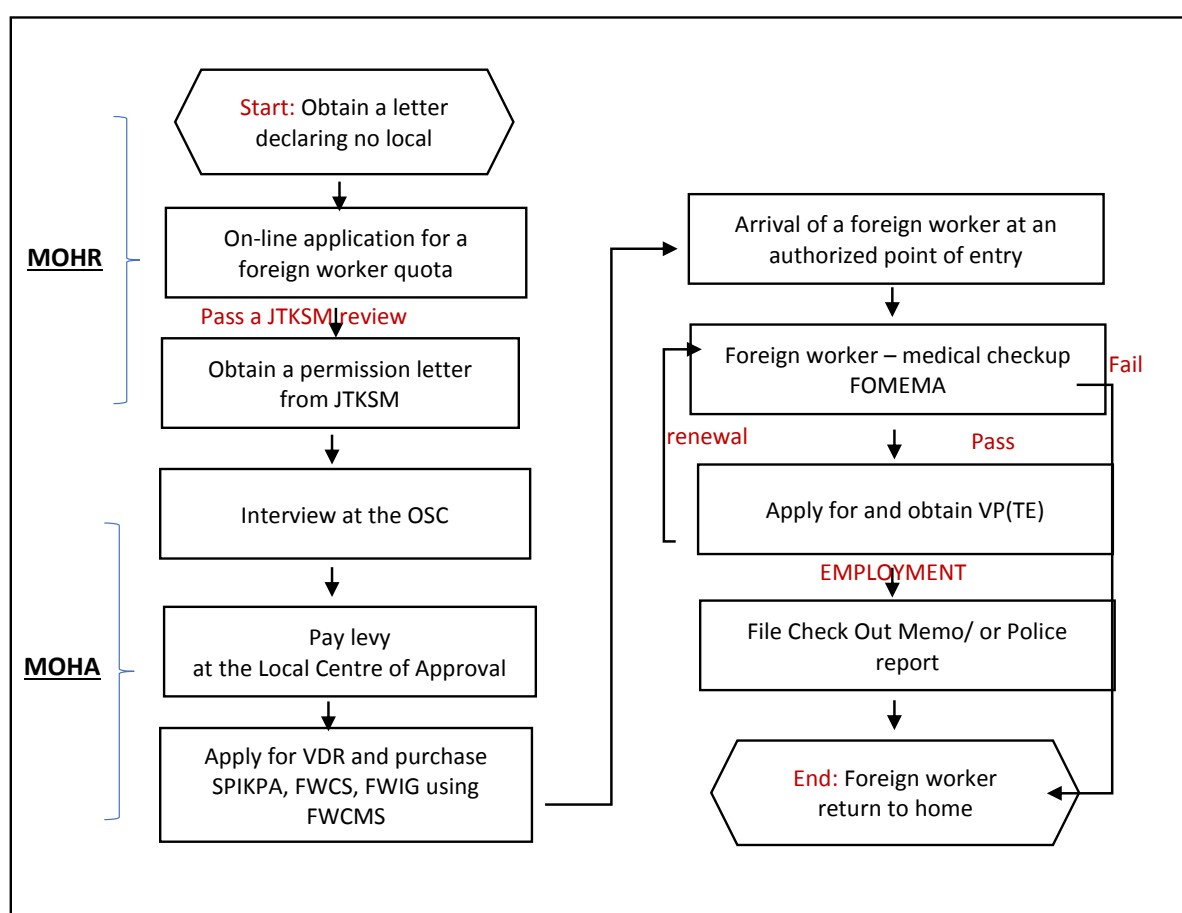 Start: Obtain a letter
declaring no local
MOHR
On-line application for a
foreign worker quota
Pass a JTKSM review
Obtain a permission letter
from JTKSM
Interview at the OSC
MOHA
Pay levy
at the Local Centre of Approval
Apply for VDR and purchase
SPIKPA, FWCS, FWIG using
FWCMS
Arrival of a foreign worker at an
authorized point of entry
Foreign worker – medical checkup
FOMEMA
Fail
renewal
Pass
Apply for and obtain VP(TE)
EMPLOYMENT
File Check Out Memo/ or Police
report
End: Foreign worker
return to home